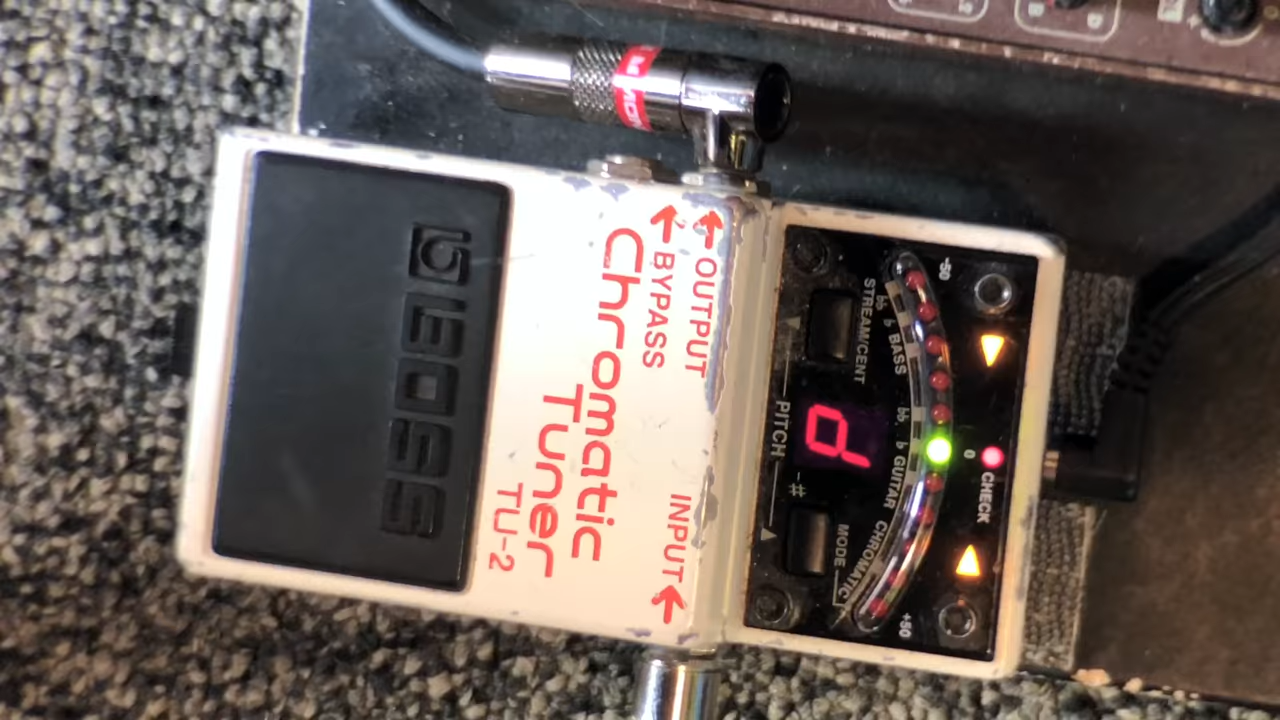 CHECK
-50 0 +50
♭♭ ♭ BASS ♭♭ ♭ GUITAR CHROMATIC
STREAM/CENT d MODE
PITCH
OUTPUT INPUT
BYPASS
Chromatic
Tuner
TU-2
BOSS